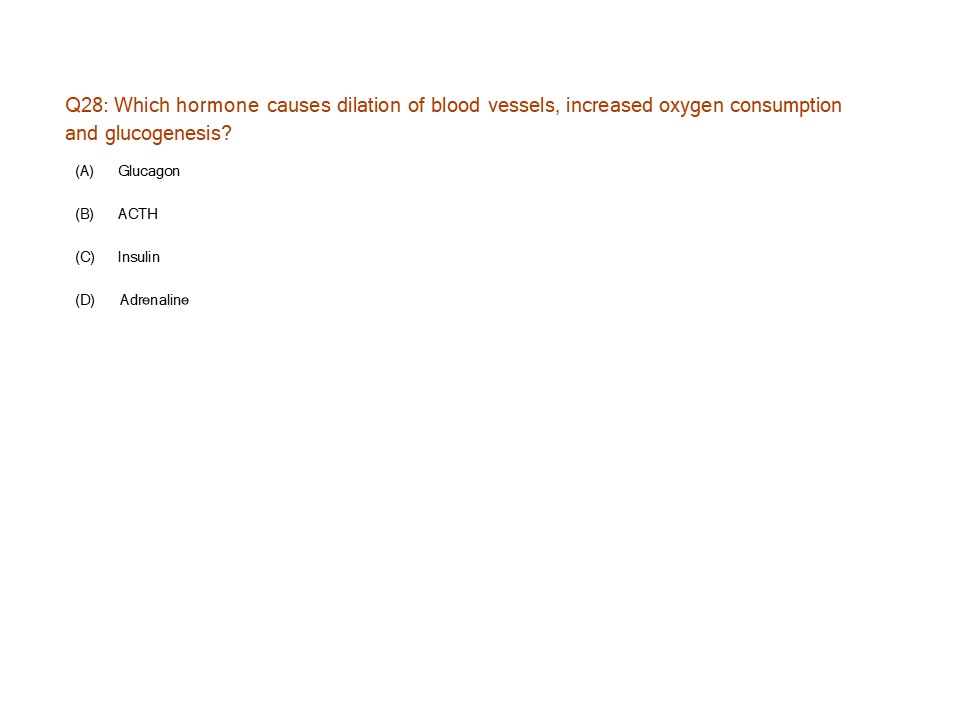 Q28: Which hormone causes dilation of blood vessels, increased oxygen consumption
and glucogenesis?
(A) Glucagon
(B) ACTH
(C) Insulin
(D) Adrenaline